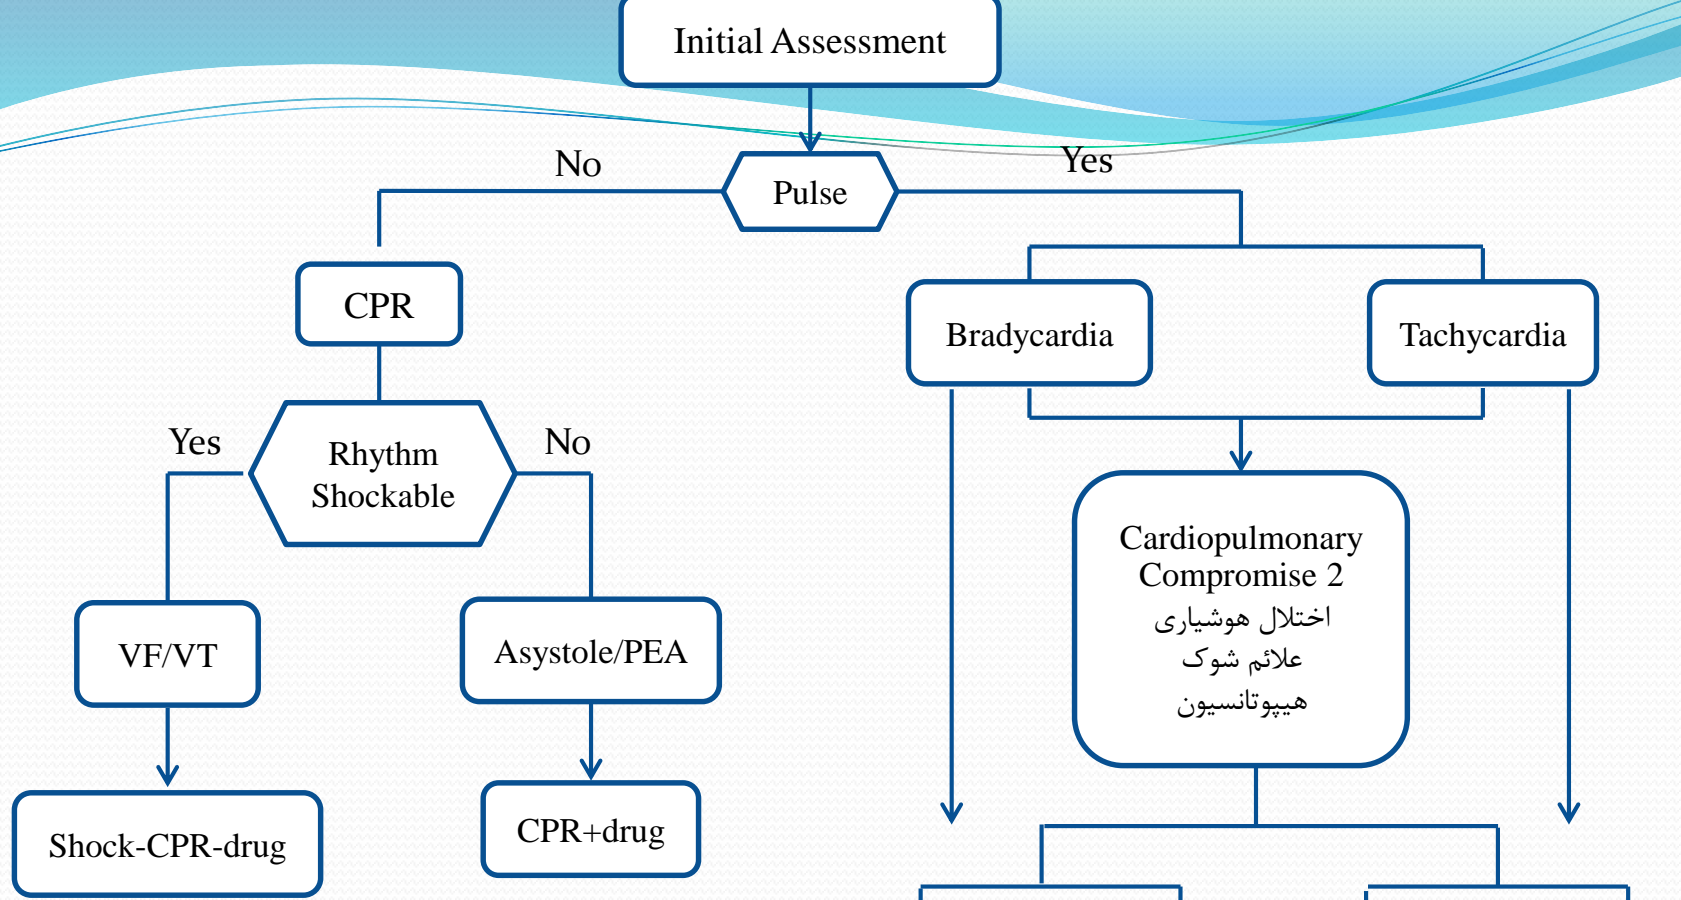 Initial Assessment
No
Yes
Pulse
CPR
Bradycardia
Tachycardia
Yes
No
Rhythm
Shockable
Cardiopulmonary
Compromise 2
اختلال هوشیاری
علائم شوک
هیپوتانسیون
VF/VT
Asystole/PEA
Shock-CPR-drug
CPR+drug